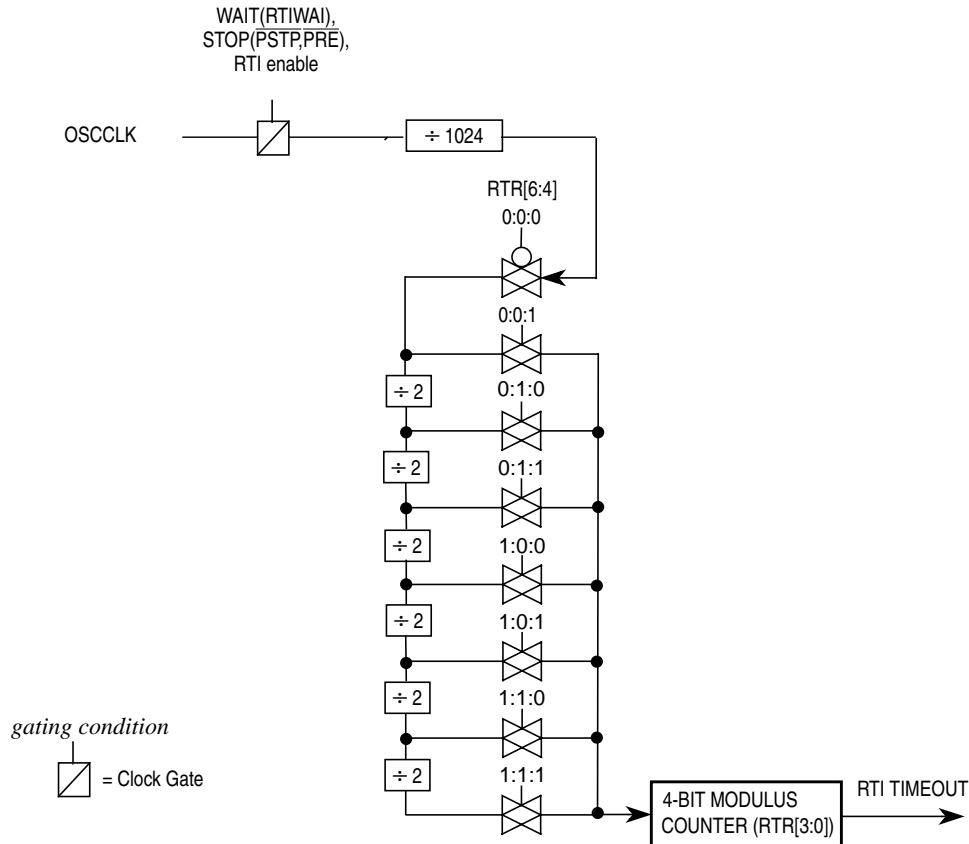 WAIT(RTIWAI),
STOP(PSTP,PRE),
RTI enable
OSCCLK
÷ 1024
RTR[6:4]
0:0:0
0:0:1
÷ 2
0:1:0
÷ 2
0:1:1
÷ 2
1:0:0
÷ 2
1:0:1
÷ 2
1:1:0
÷ 2
1:1:1
gating condition
= Clock Gate
4-BIT MODULUS
COUNTER (RTR[3:0])
RTI TIMEOUT